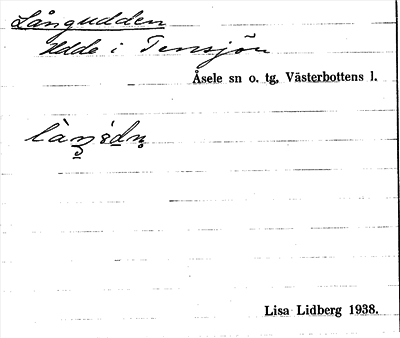 Långudden
Udde i Tensjön
Åsele sn o. tg, Västerbottens l.
Lisa Lidberg 1938.